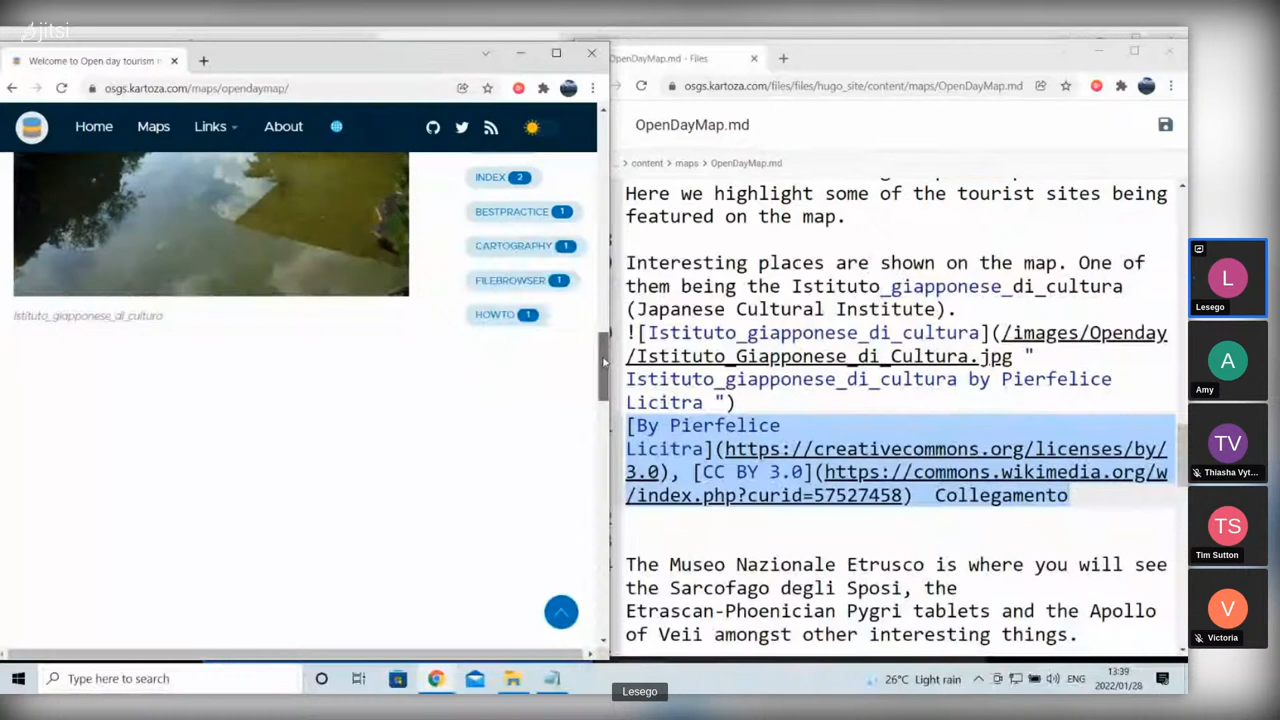 jitsi
Welcome to Open day tourism
OpenDayMap.md - Files
osgs.kartoza.com/maps/opendaymap/
osgs.kartoza.com/files/files/hugo_site/content/maps/OpenDayMap.md
Home Maps Links About
OpenDayMap.md
... > content > maps > OpenDayMap.md
INDEX 2
BESTPRACTICE 1
CARTOGRAPHY 1
FILEBROWSER 1
HOWTO 1
Istituto_giapponese_di_cultura
Here we highlight some of the tourist sites being
featured on the map.
Interesting places are shown on the map. One of
them being the Istituto_giapponese_di_cultura
(Japanese Cultural Institute).
![Istituto_giapponese_di_cultura](/images/Openday
/Istituto_Giapponese_di_Cultura.jpg "
Istituto_giapponese_di_cultura by Pierfelice
Licitra ")
[By Pierfelice
Licitra](https://creativecommons.org/licenses/by/
3.0), [CC BY 3.0](https://commons.wikimedia.org/w
/index.php?curid=57527458) Collegamento
The Museo Nazionale Etrusco is where you will see
the Sarcofago degli Sposi, the
Etrascan-Phoenician Pygri tablets and the Apollo
of Veii amongst other interesting things.
L
Lesego
A
Amy
TV
Thiasha Vyt...
TS
Tim Sutton
V
Victoria
Type here to search
26°C Light rain
ENG
13:39
2022/01/28
Lesego